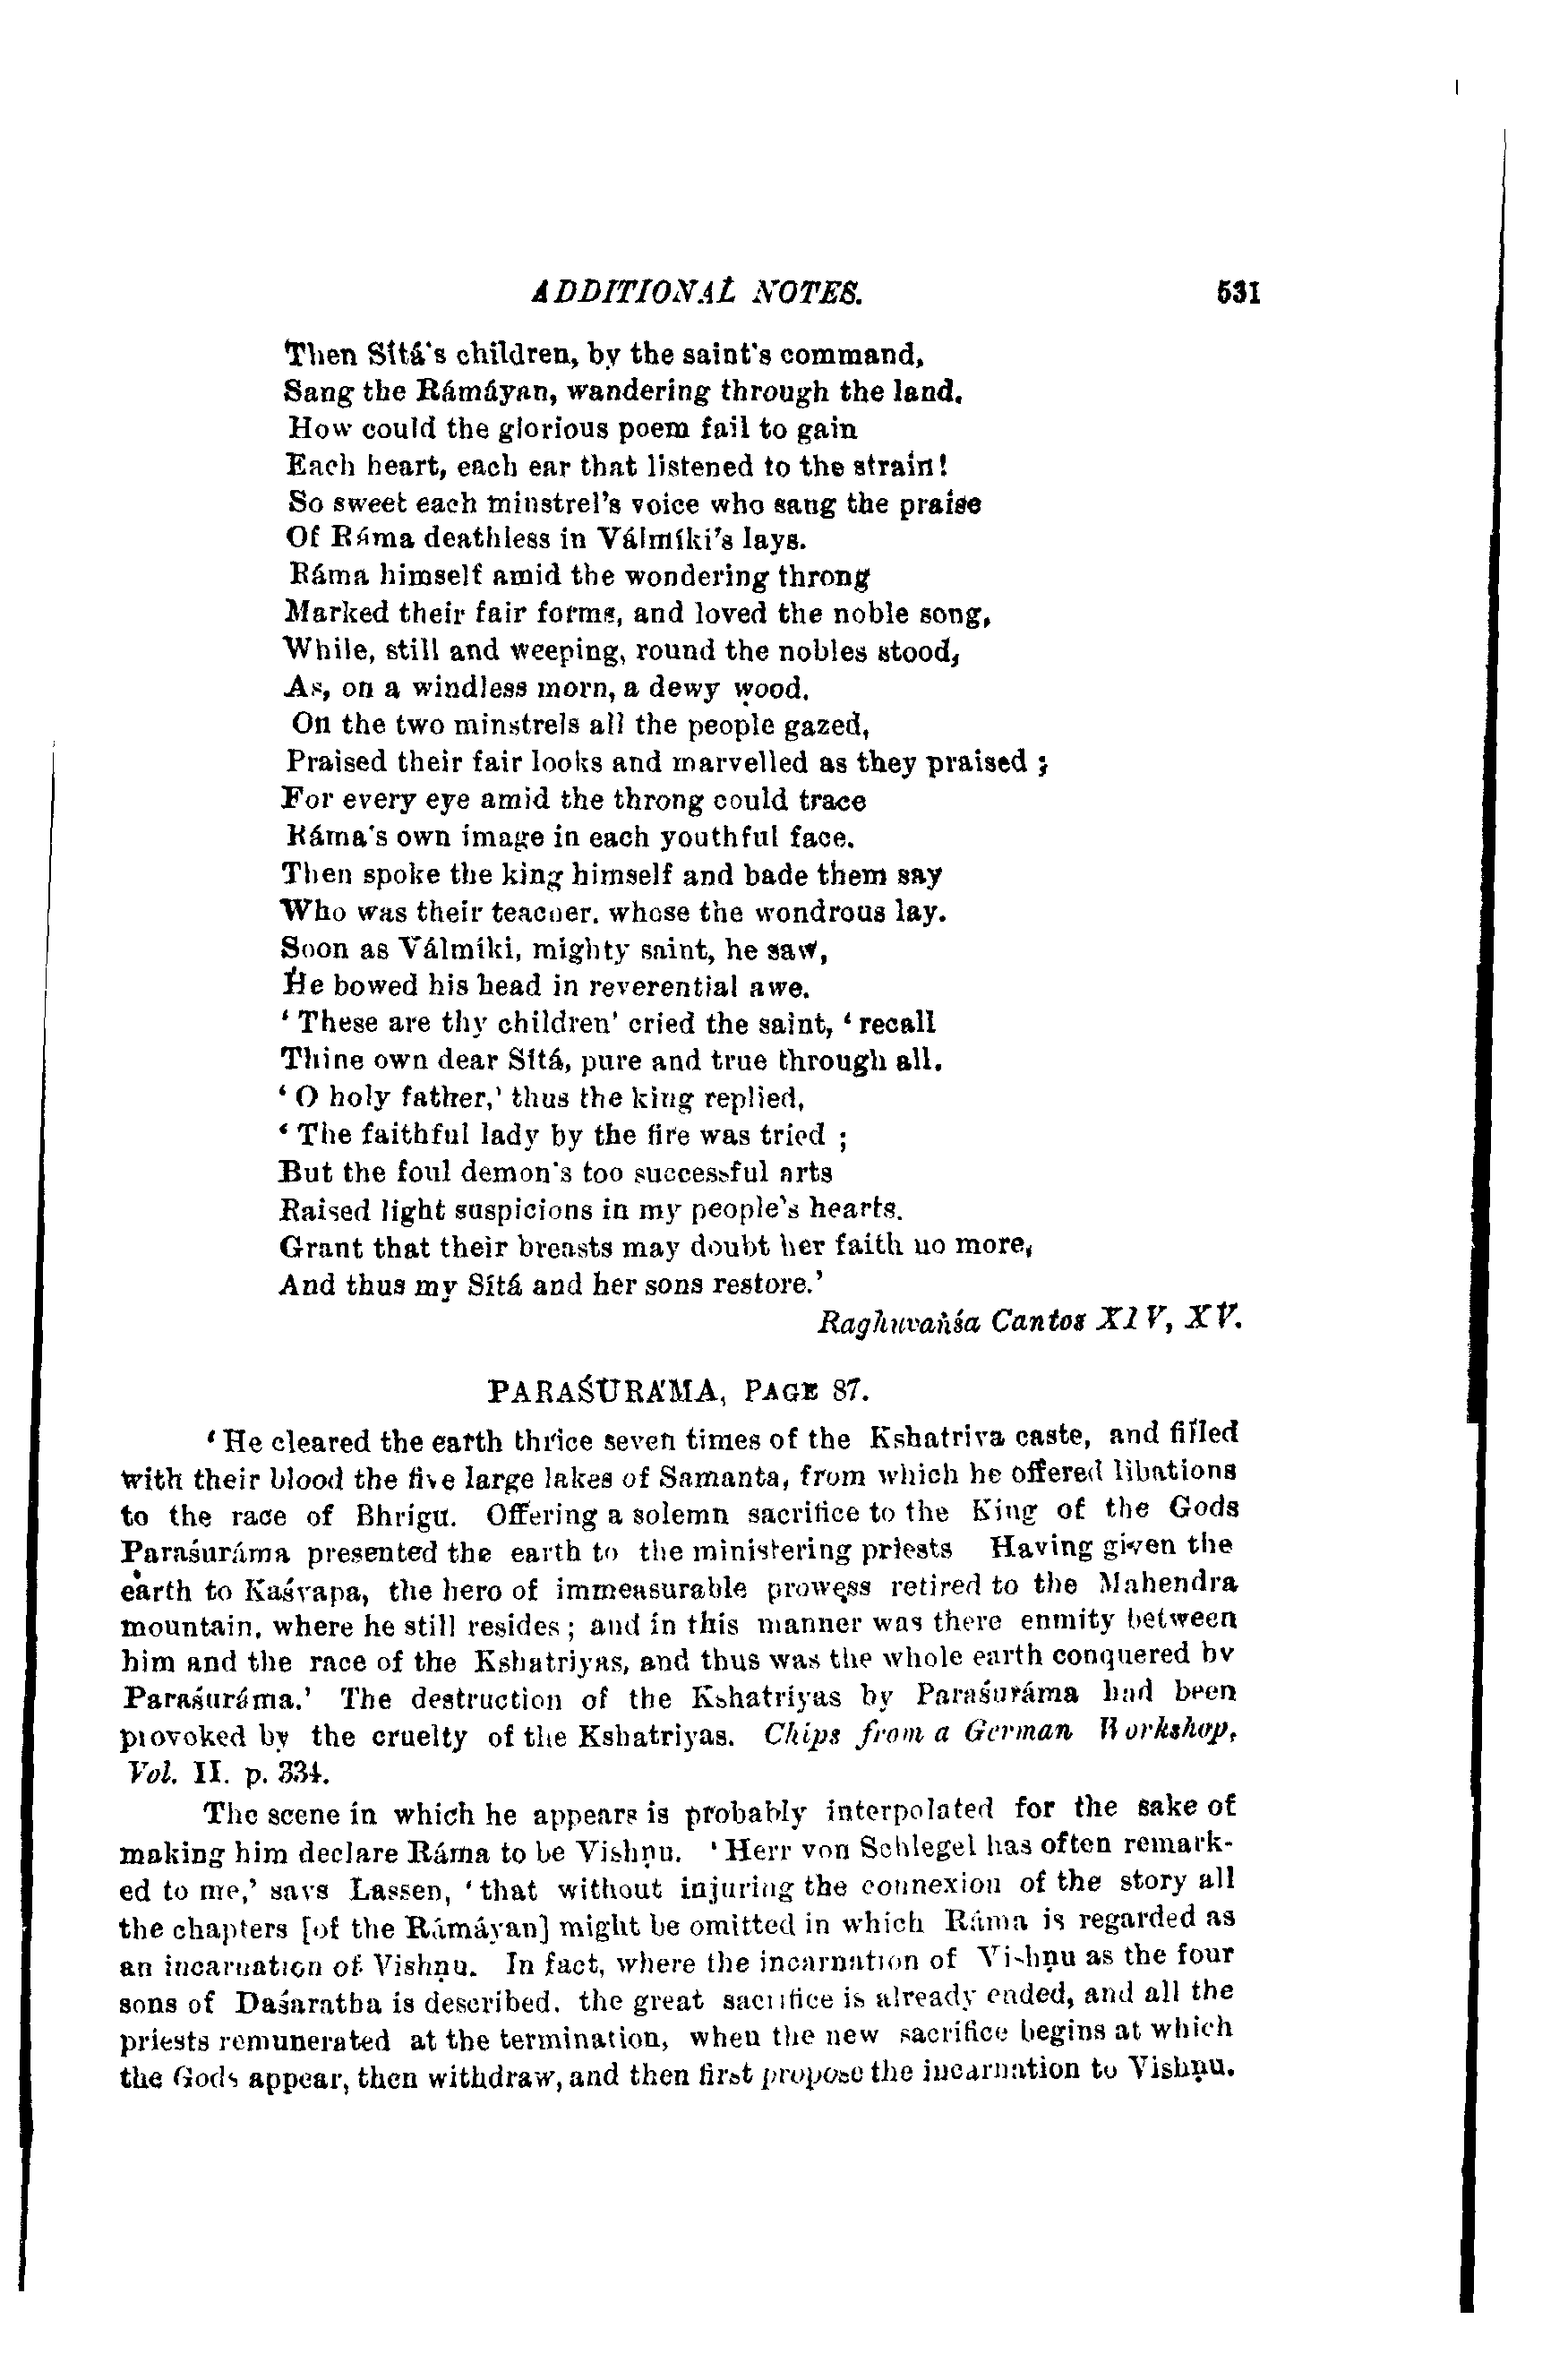 ADDITIONAL NOTES. 531
Then Sítá's children, by the saint's command,
Sang the Rámáyan, wandering through the land.
How could the glorious poem fail to gain
Each heart, each ear that listened to the strain!
So sweet each minstrel's voice who sang the praise
Of Ráma deathless in Válmíki's lays.
Ráma himself amid the wondering throng
Marked their fair forms, and loved the noble song,
While, still and weeping, round the nobles stood,
As, on a windless morn, a dewy wood.
On the two minstrels all the people gazed,
Praised their fair looks and marvelled as they praised ;
For every eye amid the throng could trace
Ráma's own image in each youthful face.
Then spoke the king himself and bade them say
Who was their teacher. whose the wondrous lay.
Soon as Válmíki, mighty saint, he saw,
He bowed his head in reverential awe.
‘ These are thy children’ cried the saint, ‘ recall
Thine own dear Sítá, pure and true through all.
‘ O holy father,’ thus the king replied,
‘ The faithful lady by the fire was tried ;
But the foul demon's too successful arts
Raised light suspicions in my people's hearts.
Grant that their breasts may doubt her faith no more,
And thus my Sítá and her sons restore.’
Raghuvaṅśa Cantos XIV, XV.
PARAŚURÁMA, PAGE 87.
‘ He cleared the earth thrice seven times of the Kshatriya caste, and filled
with their blood the five large lakes of Samanta, from which he offered libations
to the race of Bhrigu. Offering a solemn sacrifice to the King of the Gods
Paraśuráma presented the earth to the ministering priests Having given the
earth to Kaśyapa, the hero of immeasurable prowess retired to the Mahendra
mountain, where he still resides ; and in this manner was there enmity between
him and the race of the Kshatriyas, and thus was the whole earth conquered by
Paraśuráma.’ The destruction of the Kshatriyas by Paraśuráma had been
provoked by the cruelty of the Kshatriyas. Chips from a German Workshop,
Vol. II. p. 334.
The scene in which he appears is probably interpolated for the sake of
making him declare Ráma to be Vishṇu. ‘ Herr von Schlegel has often remark-
ed to me,’ says Lassen, ‘ that without injuring the connexion of the story all
the chapters [of the Rámáyan] might be omitted in which Ráma is regarded as
an incarnation of Vishṇu. In fact, where the incarnation of Vishṇu as the four
sons of Daśaratha is described, the great sacrifice is already ended, and all the
priests remunerated at the termination, when the new sacrifice begins at which
the Gods appear, then withdraw, and then first propose the incarnation to Vishṇu.